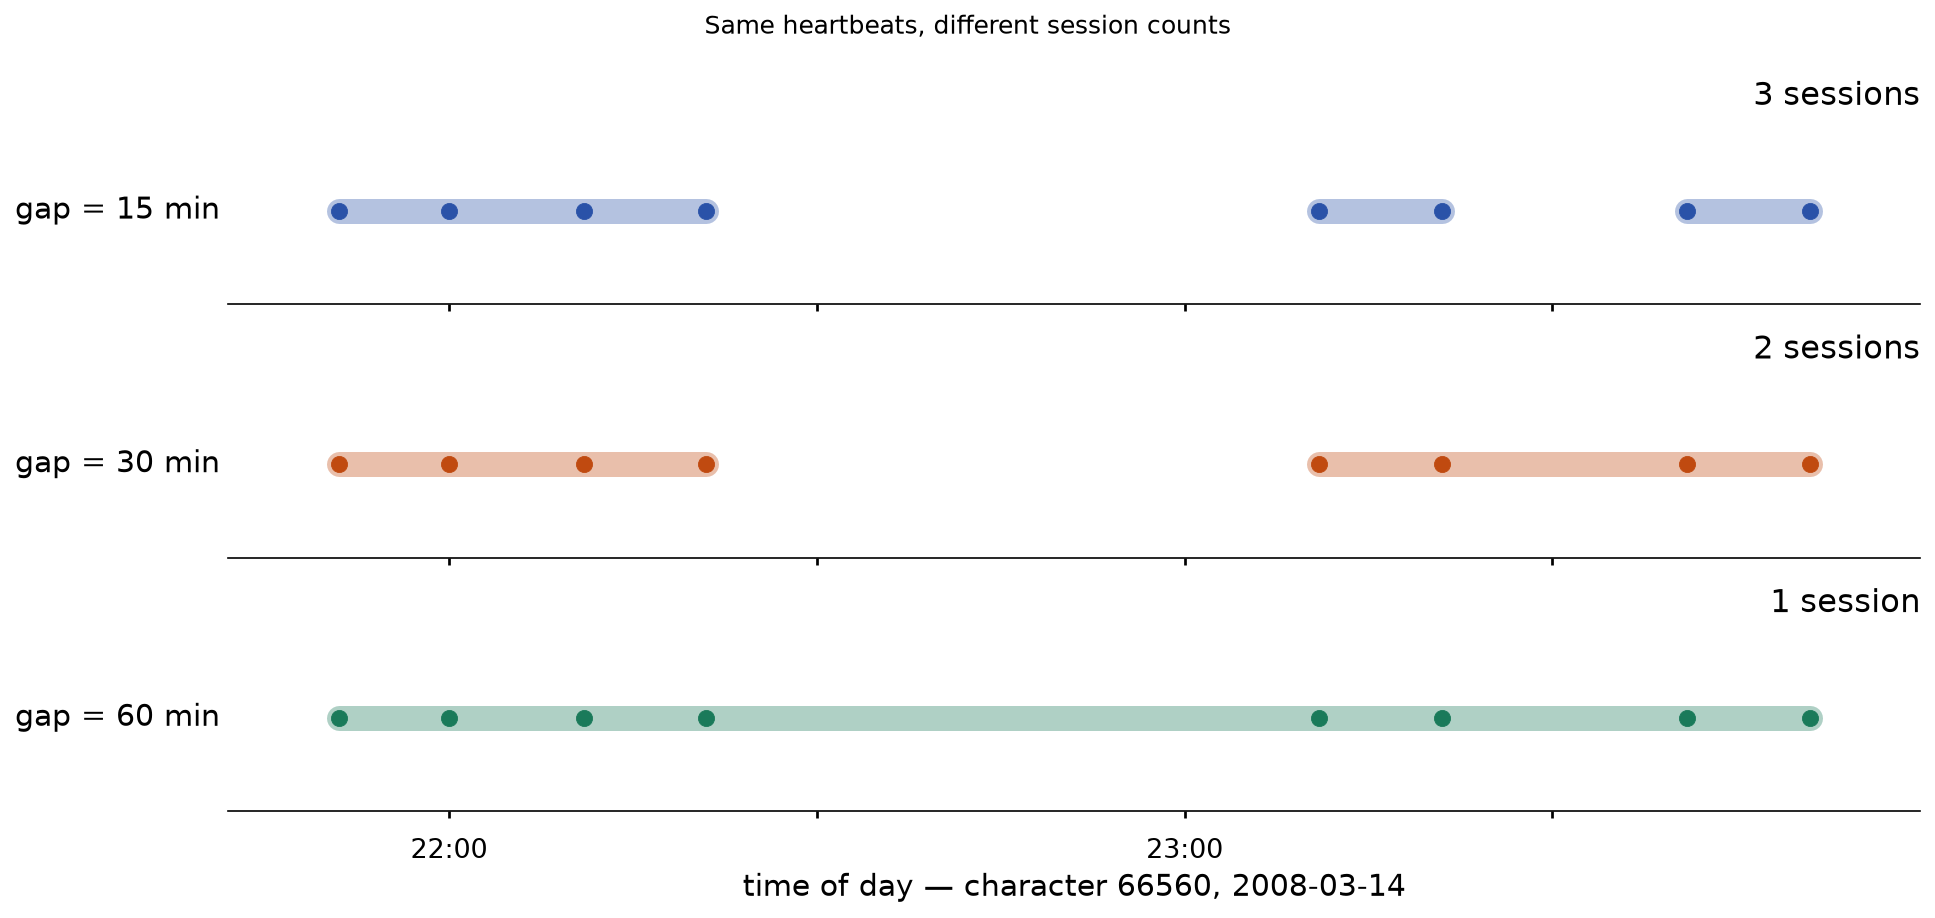 Same heartbeats, different session counts
3 sessions
gap = 15 min
2 sessions
gap = 30 min
1 session
gap = 60 min
22:00 23:00
time of day — character 66560, 2008-03-14